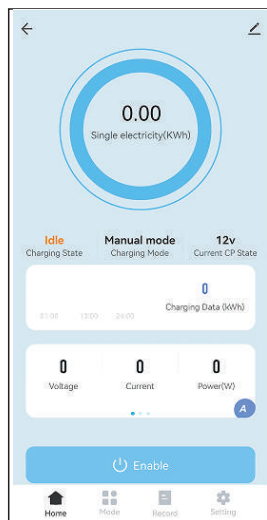 0.00
Single electricity(KWh)
Idle Manual mode 12v
Charging State Charging Mode Current CP State
0
Charging Data (kWh)
01:00 13:00 24:00
0 0 0
Voltage Current Power(W)
A
Enable
Home Mode Record Setting